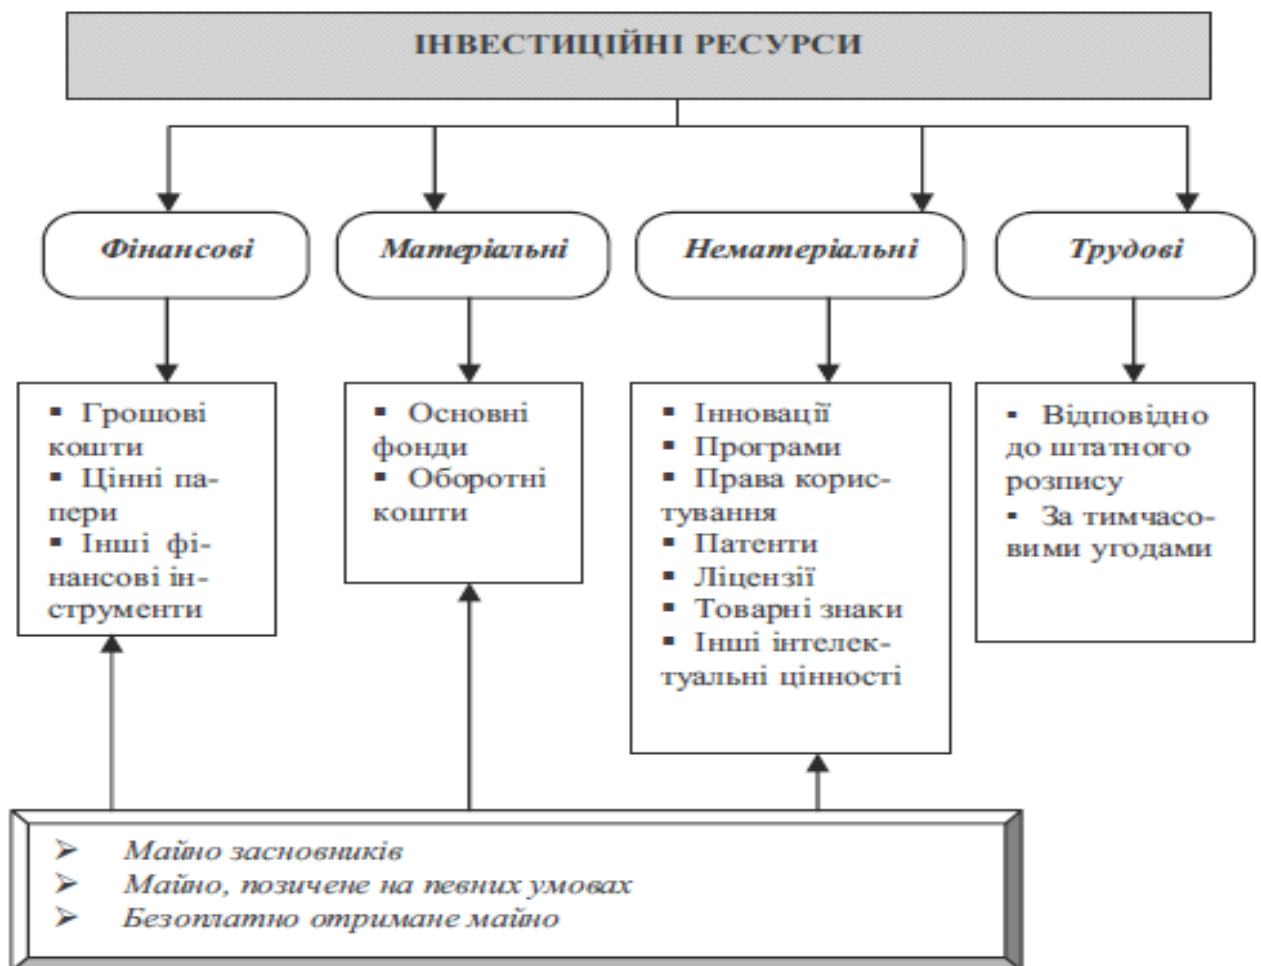 ІНВЕСТИЦІЙНІ РЕСУРСИ
Фінансові
Матеріальні
Нематеріальні
Трудові
▪ Грошові
кошти
▪ Цінні па-
пери
▪ Інші фі-
нансові ін-
струменти
▪ Основні
фонди
▪ Оборотні
кошти
▪ Інновації
▪ Програми
▪ Права корис-
тування
▪ Патенти
▪ Ліцензії
▪ Товарні знаки
▪ Інші інтелек-
туальні цінності
▪ Відповідно
до штатного
розпису
▪ За тимчасо-
вими угодами
➢ Майно засновників
➢ Майно, позичене на певних умовах
➢ Безоплатно отримане майно